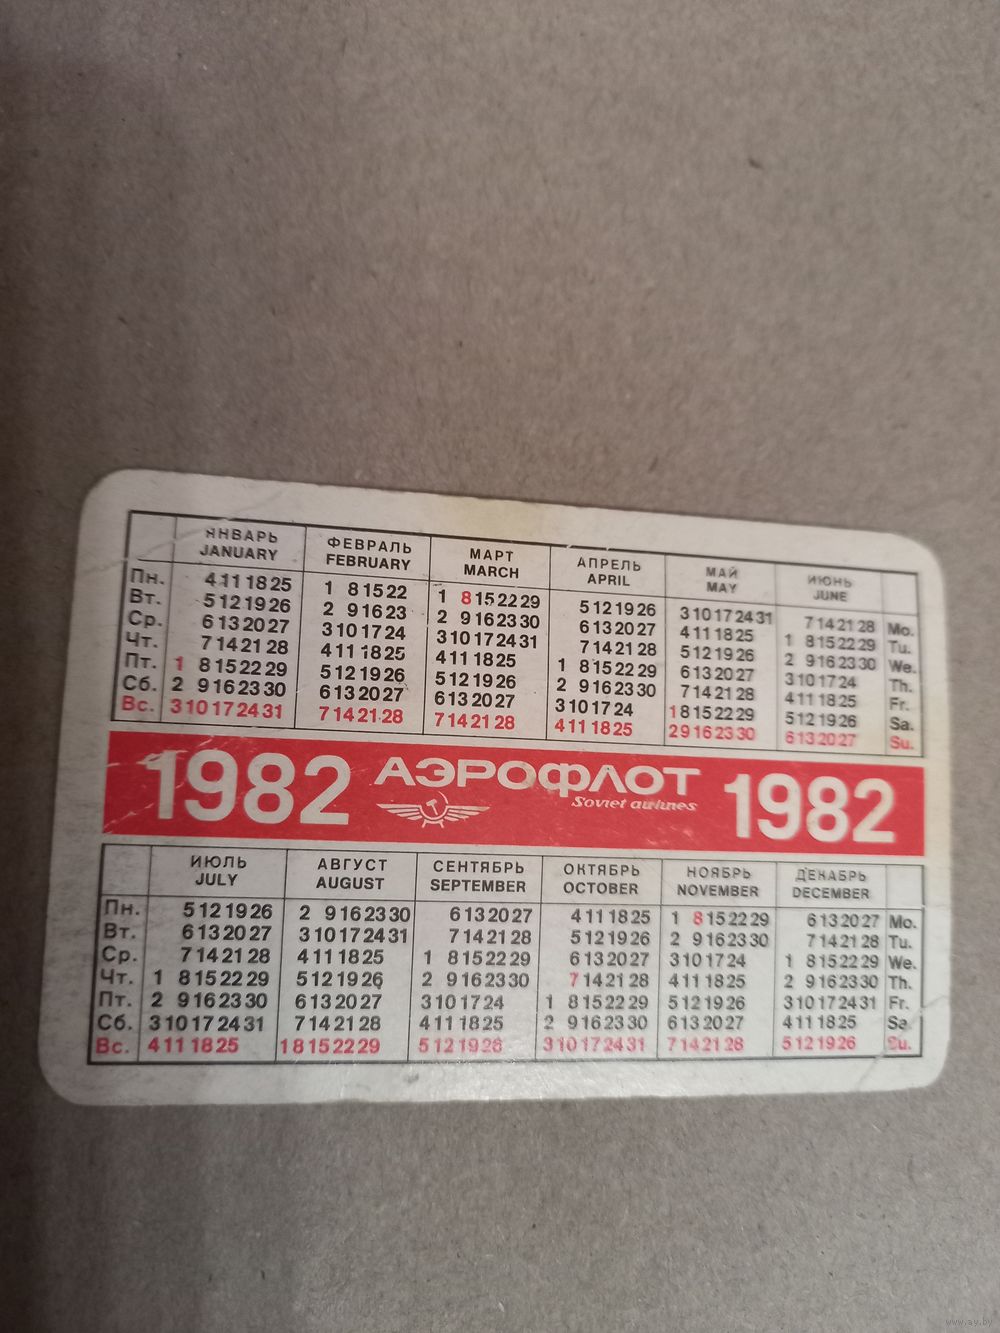 ЯНВАРЬ ФЕВРАЛЬ МАРТ АПРЕЛЬ МАЙ ИЮНЬ
JANUARY FEBRUARY MARCH APRIL MAY JUNE
Пн. 4 11 18 25 1 8 15 22 1 8 15 22 29 5 12 19 26 3 10 17 24 31 7 14 21 28 Mo.
Вт. 5 12 19 26 2 9 16 23 2 9 16 23 30 6 13 20 27 4 11 18 25 1 8 15 22 29 Tu.
Ср. 6 13 20 27 3 10 17 24 3 10 17 24 31 7 14 21 28 5 12 19 26 2 9 16 23 30 We.
Чт. 7 14 21 28 4 11 18 25 4 11 18 25 1 8 15 22 29 6 13 20 27 3 10 17 24 Th.
Пт. 1 8 15 22 29 5 12 19 26 5 12 19 26 2 9 16 23 30 7 14 21 28 4 11 18 25 Fr.
Сб. 2 9 16 23 30 6 13 20 27 6 13 20 27 3 10 17 24 1 8 15 22 29 5 12 19 26 Sa.
Вс. 3 10 17 24 31 7 14 21 28 7 14 21 28 4 11 18 25 2 9 16 23 30 6 13 20 27 Su.
1982 АЭРОФЛОТ 1982
Soviet airlines
ИЮЛЬ АВГУСТ СЕНТЯБРЬ ОКТЯБРЬ НОЯБРЬ ДЕКАБРЬ
JULY AUGUST SEPTEMBER OCTOBER NOVEMBER DECEMBER
Пн. 5 12 19 26 2 9 16 23 30 6 13 20 27 4 11 18 25 1 8 15 22 29 6 13 20 27 Mo.
Вт. 6 13 20 27 3 10 17 24 31 7 14 21 28 5 12 19 26 2 9 16 23 30 7 14 21 28 Tu.
Ср. 7 14 21 28 4 11 18 25 1 8 15 22 29 6 13 20 27 3 10 17 24 1 8 15 22 29 We.
Чт. 1 8 15 22 29 5 12 19 26 2 9 16 23 30 7 14 21 28 4 11 18 25 2 9 16 23 30 Th.
Пт. 2 9 16 23 30 6 13 20 27 3 10 17 24 1 8 15 22 29 5 12 19 26 3 10 17 24 31 Fr.
Сб. 3 10 17 24 31 7 14 21 28 4 11 18 25 2 9 16 23 30 6 13 20 27 4 11 18 25 Sa.
Вс. 4 11 18 25 1 8 15 22 29 5 12 19 26 3 10 17 24 31 7 14 21 28 5 12 19 26 Su.
www.ay.by